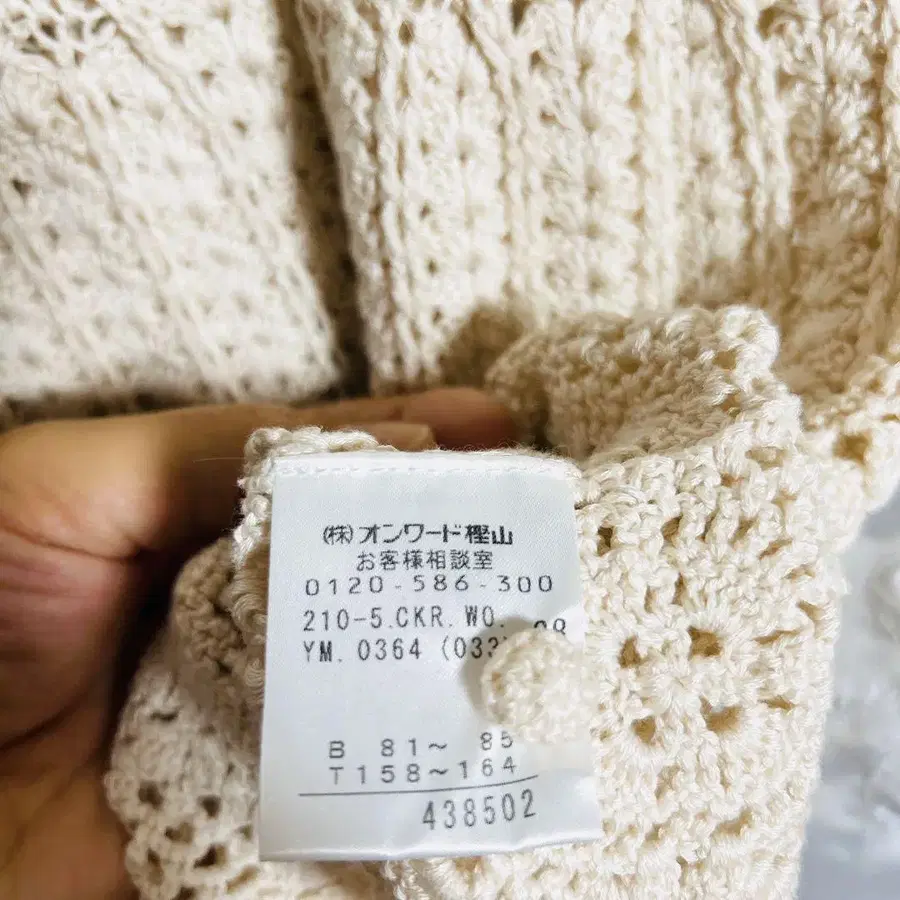 (株)オンワード樫山
お客様相談室
0120-586-300
210-5.CKR.WO.
YM. 0364 (033
B 81～ 85
T158～164
438502